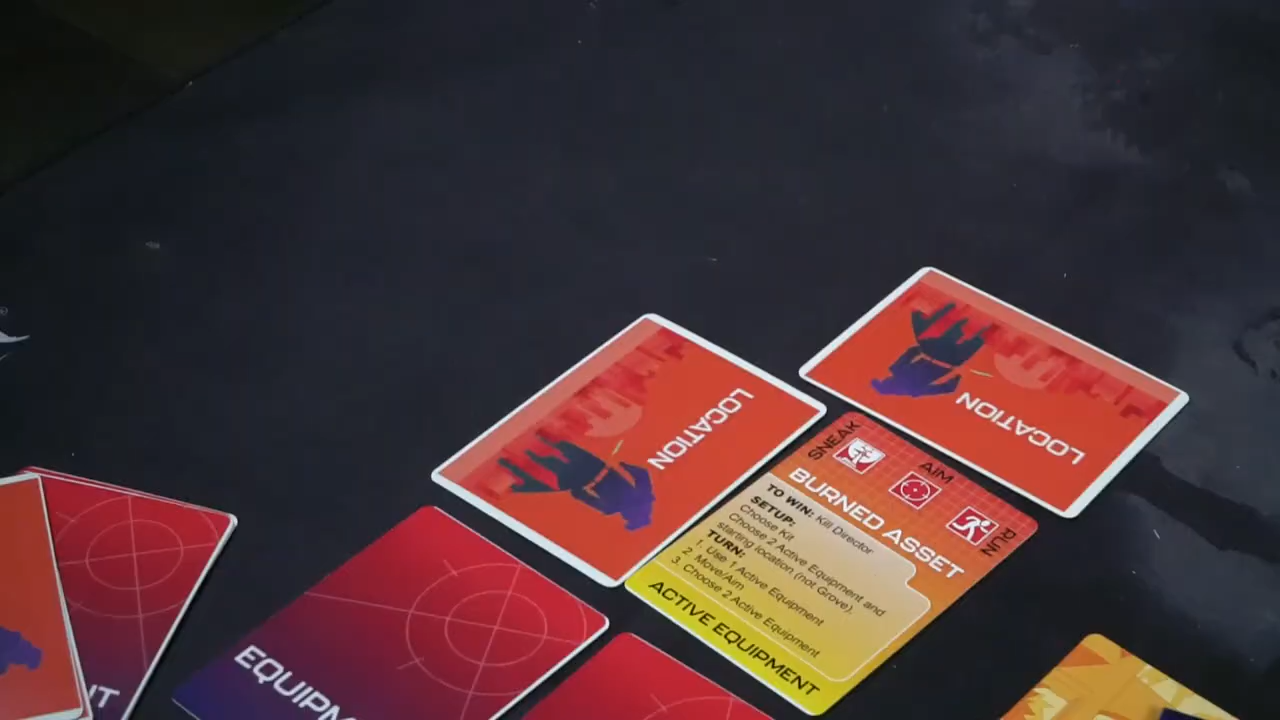 LOCATION
LOCATION
SNEAK
AIM
RUN
BURNED ASSET
TO WIN: Kill Director
SETUP:
Choose Kit
Choose 2 Active Equipment and
starting location (not Grove).
TURN:
1. Use 1 Active Equipment
2. Move/Aim
3. Choose 2 Active Equipment
ACTIVE EQUIPMENT
EQUIPM
NT